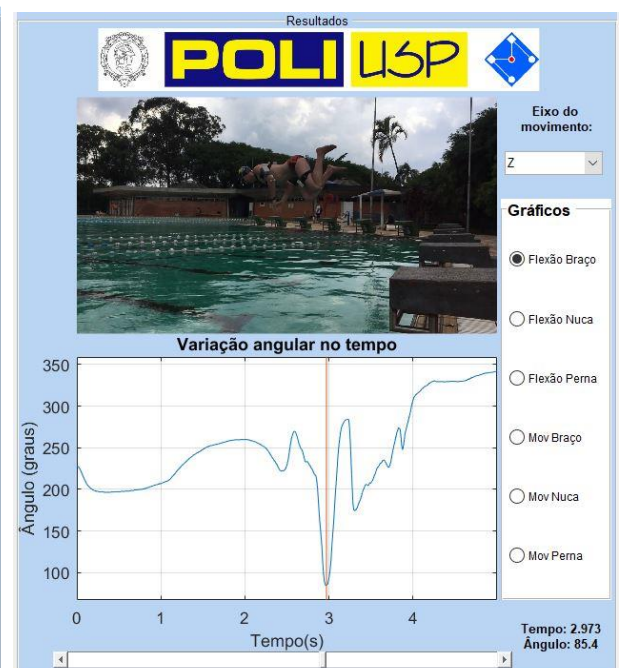 Resultados
POLI USP
Eixo do
movimento:
Z
Gráficos
Flexão Braço
Flexão Nuca
Flexão Perna
Mov Braço
Mov Nuca
Mov Perna
Variação angular no tempo
Ângulo (graus)
350
300
250
200
150
100
0 1 2 3 4
Tempo(s)
Tempo: 2.973
Ângulo: 85.4